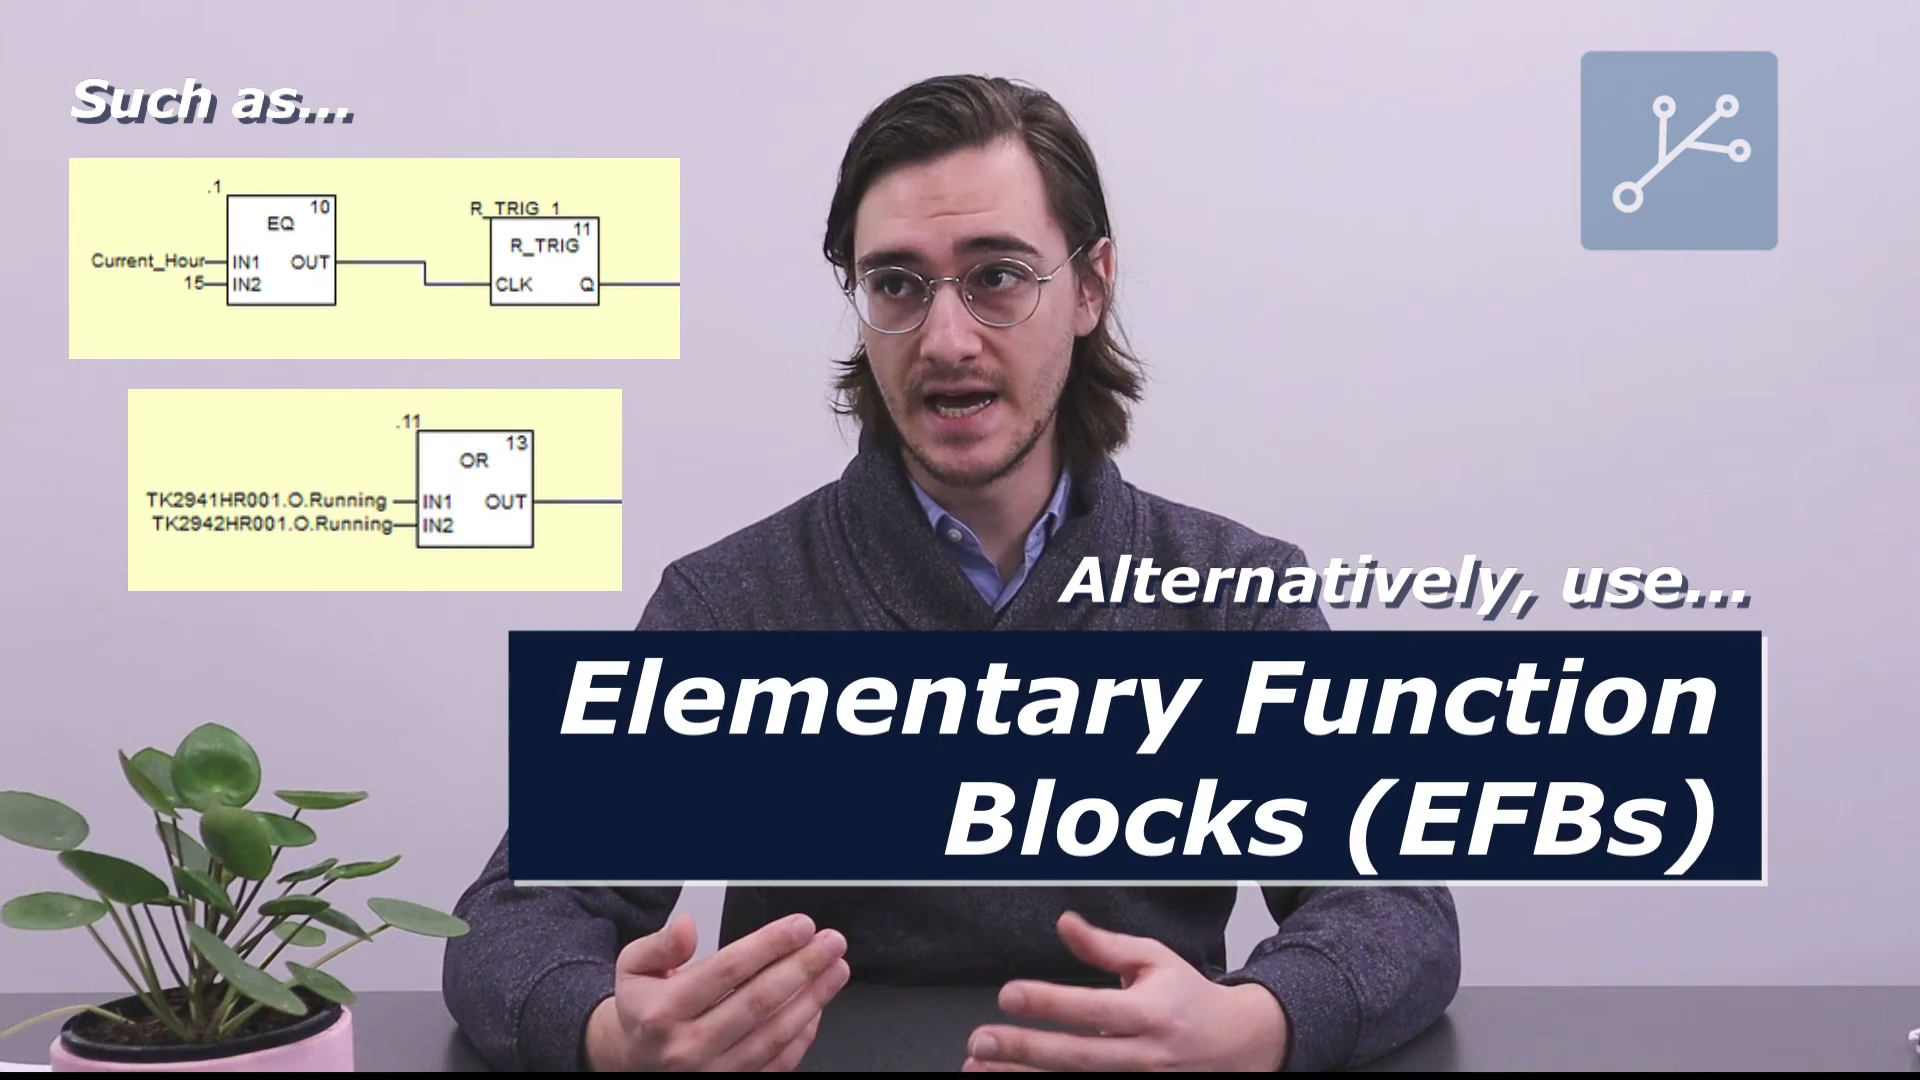 Such as...
.1
10
EQ
Current_Hour
IN1 OUT
15
IN2
R_TRIG_1
11
R_TRIG
CLK Q
.11
13
OR
TK2941HR001.O.Running
IN1 OUT
TK2942HR001.O.Running
IN2
Alternatively, use...
Elementary Function
Blocks (EFBs)